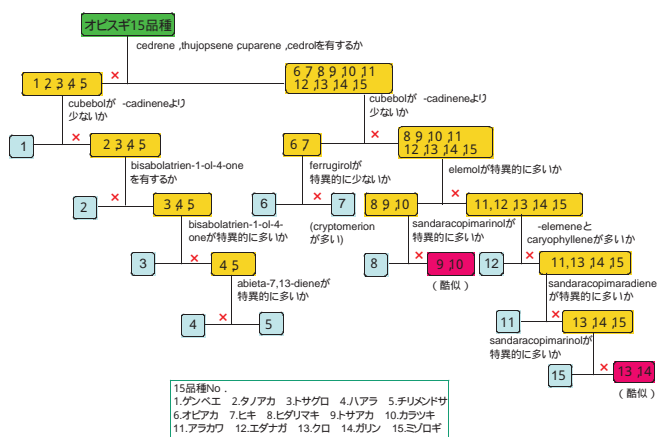 オビスギ15品種
cedrene ,thujopsene ,cuparene ,cedrolを有するか
1,2,3,4,5
×
6,7,8,9,10,11
12,13,14,15
cubebolが -cadineneより
少ないか
cubebolが -cadineneより
少ないか
1
×
2,3,4,5
6,7
×
8,9,10,11
12,13,14,15
bisabolatrien-1-ol-4-one
を有するか
ferrugirolが
特異的に少ないか
elemolが特異的に多いか
2
×
3,4,5
6
×
7
(cryptomerion
が多い)
8,9,10
×
11,12,13,14,15
bisabolatrien-1-ol-4-
oneが特異的に多いか
sandaracopimarinolが
特異的に多いか
-elemeneと
caryophylleneが多いか
3
×
4,5
8
×
9,10
(酷似)
12
×
11,13,14,15
abieta-7,13-dieneが
特異的に多いか
sandaracopimaradiene
が特異的に多いか
4
×
5
11
×
13,14,15
sandaracopimarinolが
特異的に多いか
15
×
13,14
(酷似)
15品種No．
1.ゲンベエ 2.タノアカ 3.トサグロ 4.ハアラ 5.チリメンドサ
6.オビアカ 7.ヒキ 8.ヒダリマキ 9.トサアカ 10.カラツキ
11.アラカワ 12.エダナガ 13.クロ 14.ガリン 15.ミゾロギ